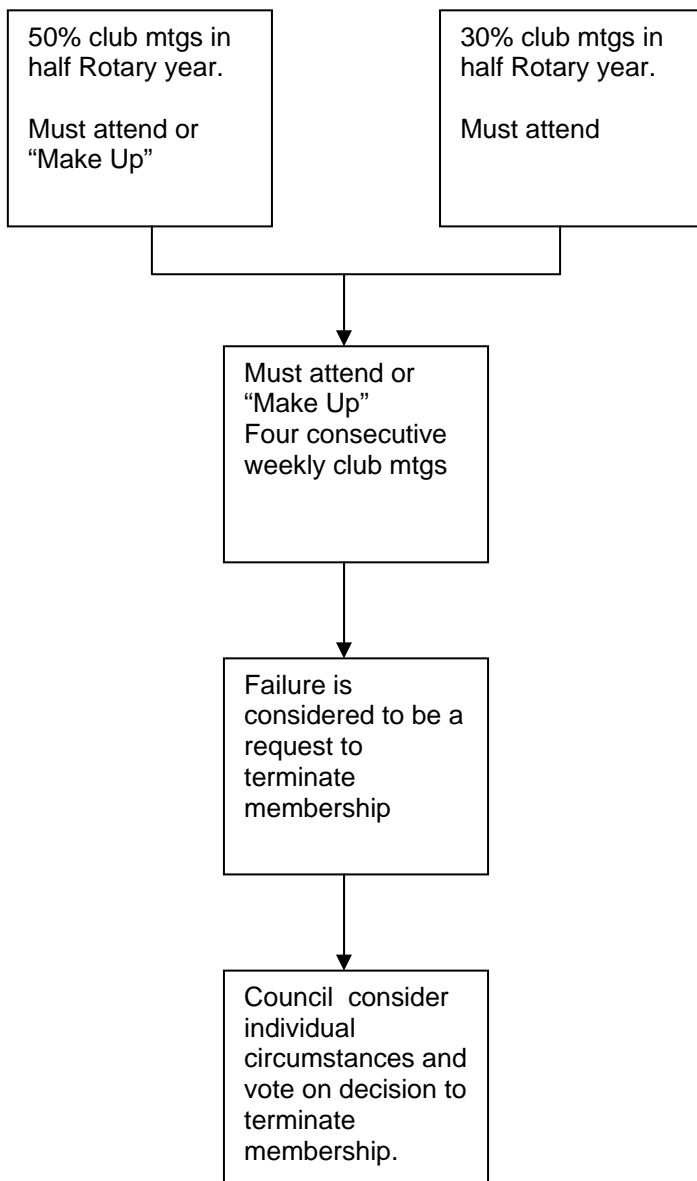 50% club mtgs in
half Rotary year.
Must attend or
“Make Up”
30% club mtgs in
half Rotary year.
Must attend
Must attend or
“Make Up”
Four consecutive
weekly club mtgs
Failure is
considered to be a
request to
terminate
membership
Council  consider
individual
circumstances and
vote on decision to
terminate
membership.